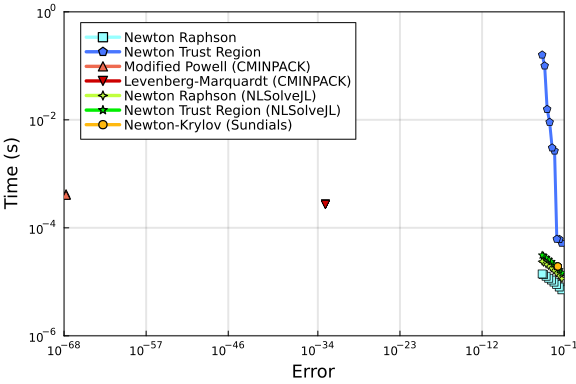 10⁰
10⁻²
10⁻⁴
10⁻⁶
Time (s)
Newton Raphson
Newton Trust Region
Modified Powell (CMINPACK)
Levenberg-Marquardt (CMINPACK)
Newton Raphson (NLSolveJL)
Newton Trust Region (NLSolveJL)
Newton-Krylov (Sundials)
10⁻⁶⁸ 10⁻⁵⁷ 10⁻⁴⁶ 10⁻³⁴ 10⁻²³ 10⁻¹² 10⁻¹
Error